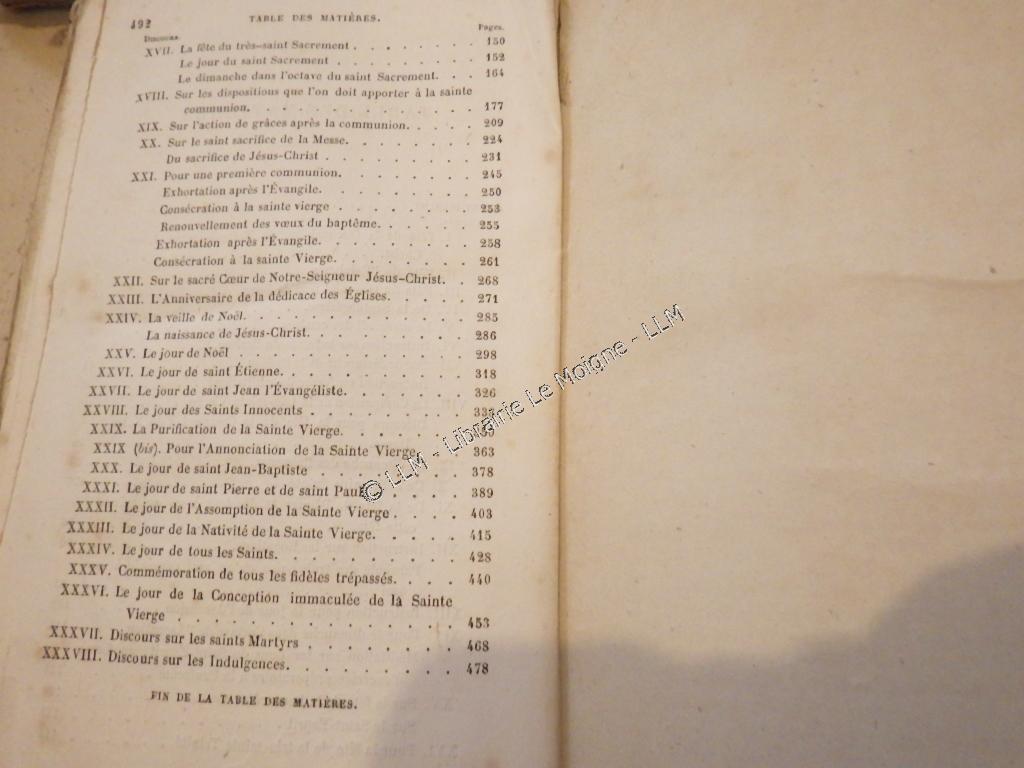 492 TABLE DES MATIÈRES.
Discours. Pages.
XVII. La fête du très-saint Sacrement . . . . . . . 150
Le jour du saint Sacrement . . . . . . . . . 152
Le dimanche dans l'octave du saint Sacrement. . . 164
XVIII. Sur les dispositions que l'on doit apporter à la sainte
communion. . . . . . . . . . . . . . 177
XIX. Sur l'action de grâces après la communion. . . . . 209
XX. Sur le saint sacrifice de la Messe. . . . . . . . 224
Du sacrifice de Jésus-Christ . . . . . . . . . 231
XXI. Pour une première communion. . . . . . . . 245
Exhortation après l'Évangile. . . . . . . . . 250
Consécration à la sainte vierge . . . . . . . . 253
Renouvellement des vœux du baptême. . . . . . 255
Exhortation après l'Évangile. . . . . . . . . 258
Consécration à la sainte Vierge. . . . . . . . 261
XXII. Sur le sacré Cœur de Notre-Seigneur Jésus-Christ. . 268
XXIII. L'Anniversaire de la dédicace des Églises. . . . . 271
XXIV. La veille de Noël. . . . . . . . . . . . . 285
La naissance de Jésus-Christ. . . . . . . . . 286
XXV. Le jour de Noël . . . . . . . . . . . . 298
XXVI. Le jour de saint Étienne. . . . . . . . . . 318
XXVII. Le jour de saint Jean l'Évangéliste. . . . . . . 326
XXVIII. Le jour des Saints Innocents . . . . . . . .
XXIX. La Purification de la Sainte Vierge. . . . . . .
XXIX (bis). Pour l'Annonciation de la Sainte Vierge. . . 363
XXX. Le jour de saint Jean-Baptiste . . . . . . . 378
XXXI. Le jour de saint Pierre et de saint Paul . . . . 389
XXXII. Le jour de l'Assomption de la Sainte Vierge . . . . 403
XXXIII. Le jour de la Nativité de la Sainte Vierge. . . . . 415
XXXIV. Le jour de tous les Saints. . . . . . . . . . 428
XXXV. Commémoration de tous les fidèles trépassés. . . . 440
XXXVI. Le jour de la Conception immaculée de la Sainte
Vierge . . . . . . . . . . . . . . . 453
XXXVII. Discours sur les saints Martyrs . . . . . . . . 468
XXXVIII. Discours sur les Indulgences. . . . . . . . . 478
FIN DE LA TABLE DES MATIÈRES.
© LLM - Librairie Le Moigne - LLM